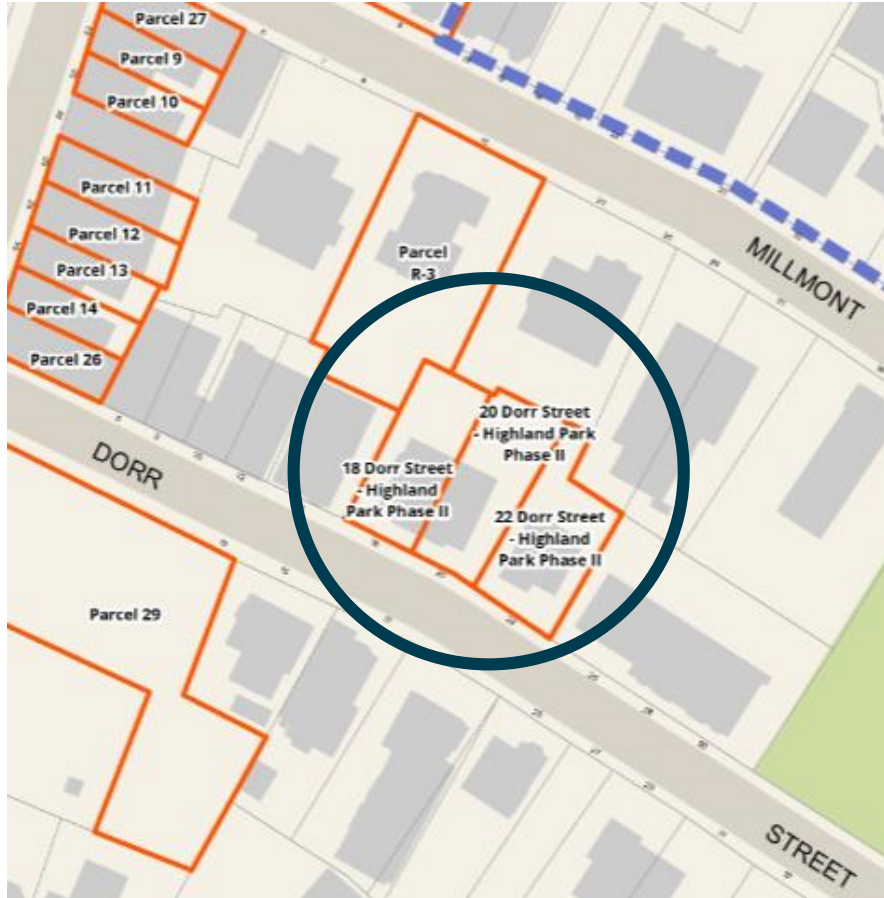 Parcel 27
Parcel 9
Parcel 10
Parcel 11
Parcel 12
Parcel 13
Parcel 14
Parcel 26
Parcel
R-3
MILLMONT
20 Dorr Street
- Highland Park
Phase II
18 Dorr Street
- Highland
Park Phase II
22 Dorr Street
- Highland
Park Phase II
DORR
Parcel 29
STREET